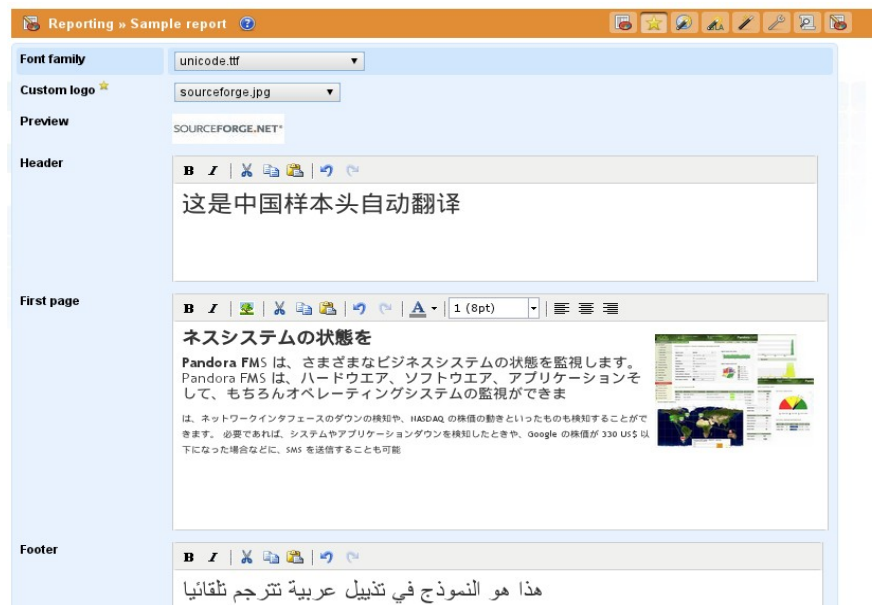 Reporting » Sample report
Font family
unicode.ttf
Custom logo
sourceforge.jpg
Preview
SOURCEFORGE.NET*
Header
B I
这是中国样本头自动翻译
First page
B I A 1 (8pt)
ネスシステムの状態を
Pandora FMS は、さまざまなビジネスシステムの状態を監視します。
Pandora FMS は、ハードウエア、ソフトウエア、アプリケーションそ
して、もちろんオペレーティングシステムの監視ができま
は、ネットワークインタフェースのダウンの検知や、NASDAQ の株価の動きといったものも検知することがで
きます。 必要であれば、システムやアプリケーションダウンを検知したときや、Google の株価が 330 US$ 以
下になった場合などに、SMS を送信することも可能
Footer
B I
هذا هو النموذج في تذييل عربية تترجم تلقائيا